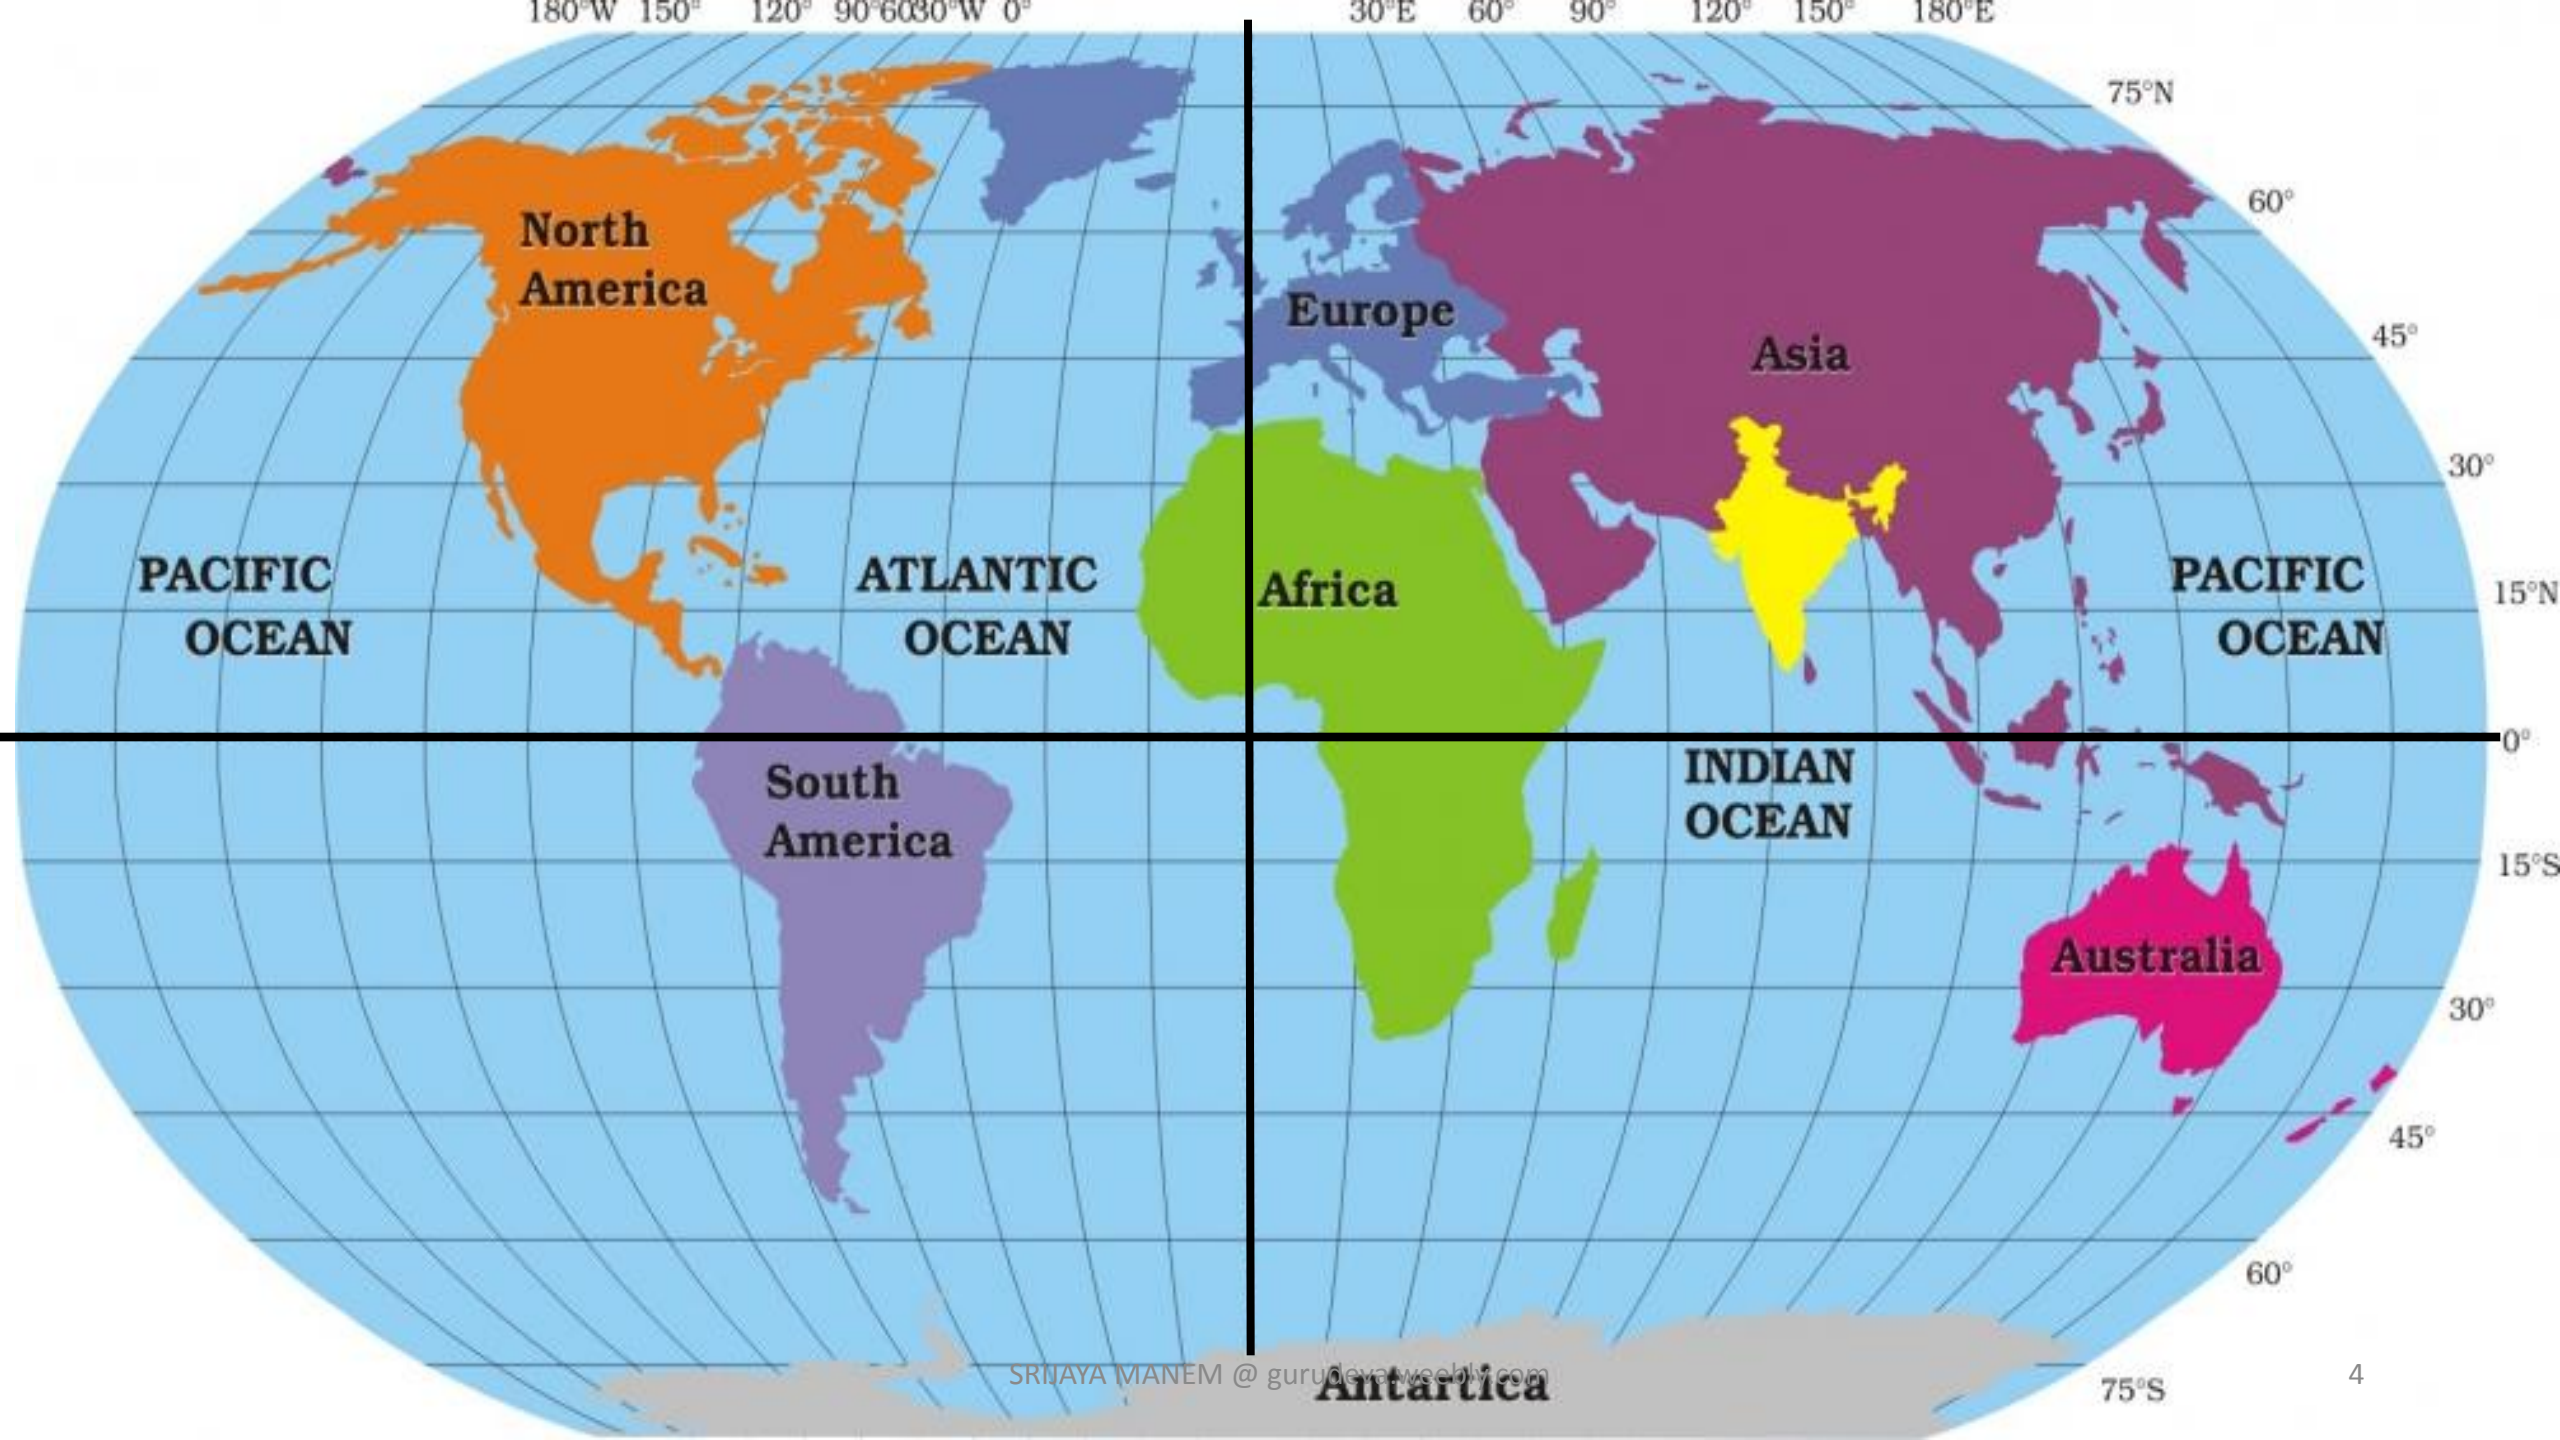 180°W 150° 120° 90°60°30°W 0° 30°E 60° 90° 120° 150° 180°E
75°N
60°
North
America
Europe
45°
Asia
30°
PACIFIC
OCEAN
ATLANTIC
OCEAN
Africa
PACIFIC
OCEAN
15°N
0°
INDIAN
OCEAN
South
America
15°S
Australia
30°
45°
60°
SRIJAYA MANEM @ gurudeva.weebly.com
Antartica
4
75°S